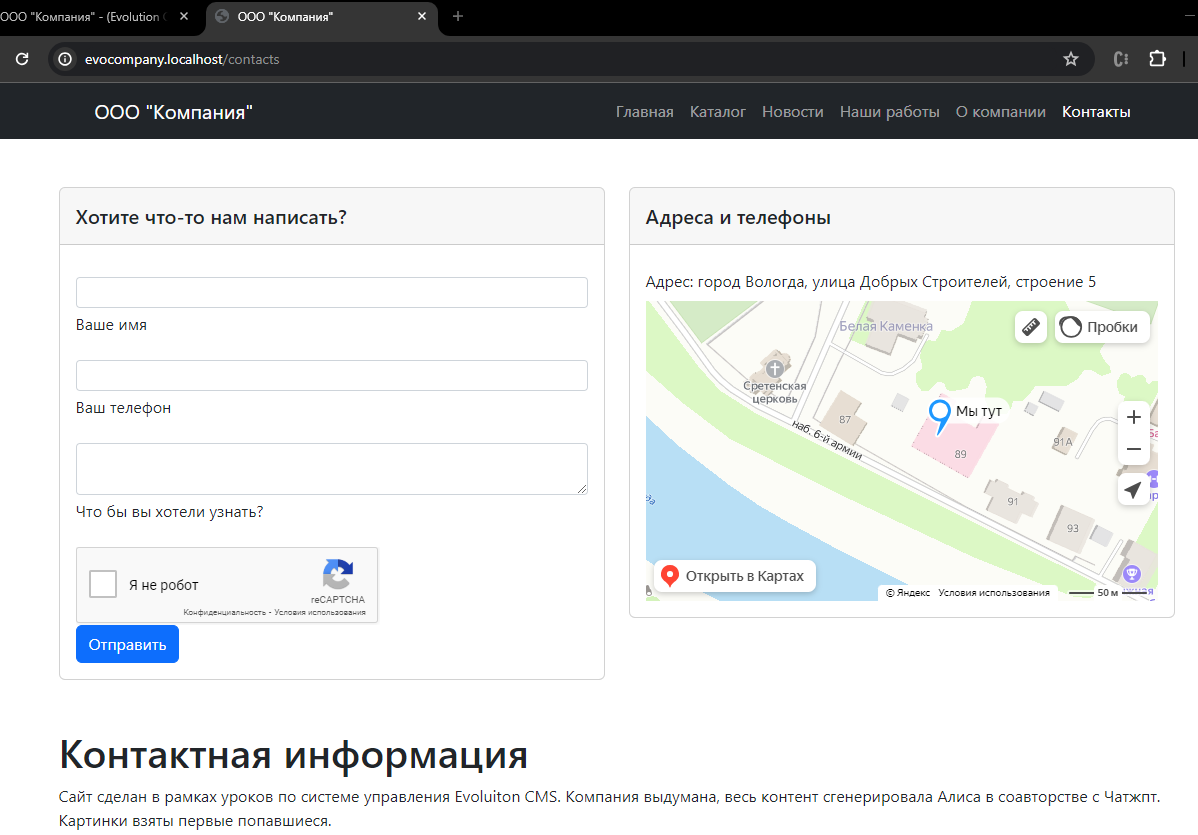 ООО "Компания" - (Evolution
ООО "Компания"
evocompany.localhost/contacts
ООО "Компания"
Главная Каталог Новости Наши работы О компании Контакты
Хотите что-то нам написать?
Ваше имя
Ваш телефон
Что бы вы хотели узнать?
Я не робот
reCAPTCHA
Конфиденциальность - Условия использования
Отправить
Адреса и телефоны
Адрес: город Вологда, улица Добрых Строителей, строение 5
Белая Каменка
Пробки
Сретенская
церковь
Мы тут
87
наб. 6-й армии
89
91А
91
93
Открыть в Картах
© Яндекс Условия использования
50 м
Контактная информация
Сайт сделан в рамках уроков по системе управления Evoluiton CMS. Компания выдумана, весь контент сгенерировала Алиса в соавторстве с Чатжпт.
Картинки взяты первые попавшиеся.